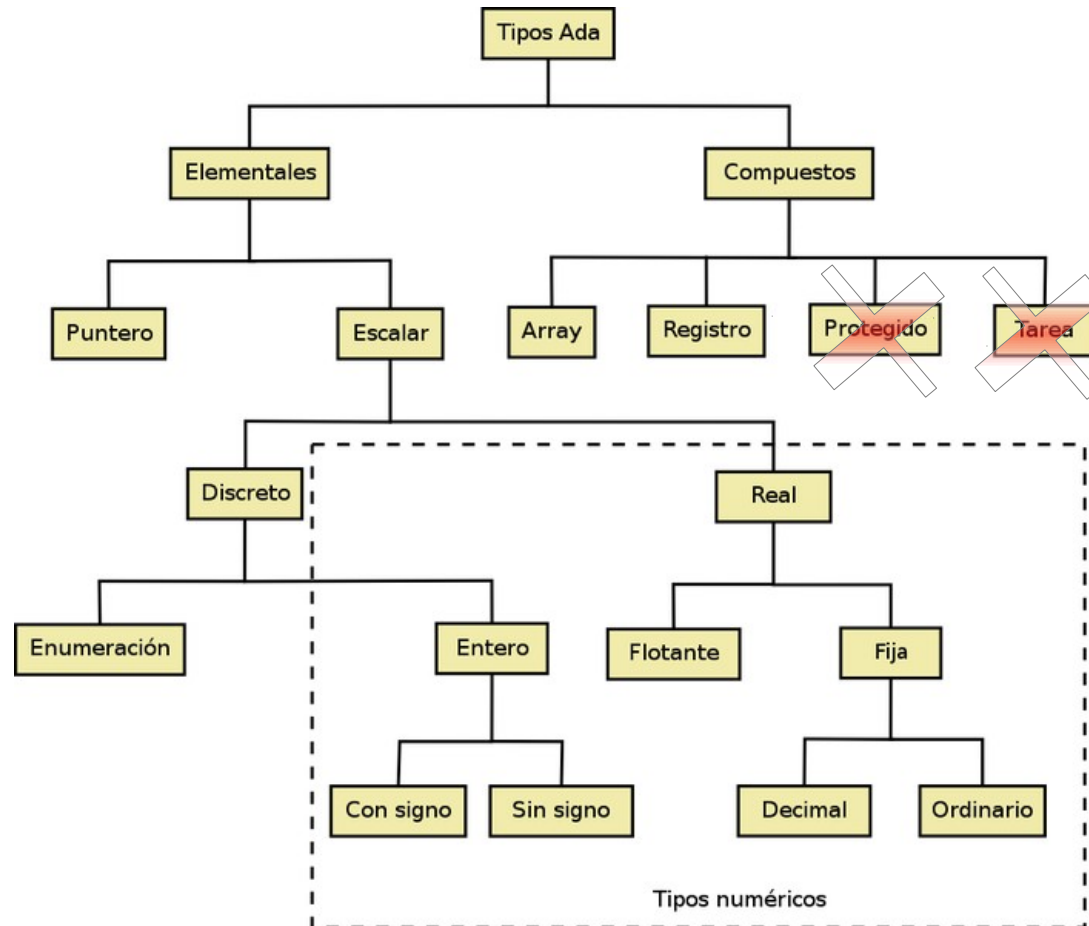 Tipos Ada
Elementales
Compuestos
Puntero
Escalar
Array
Registro
Protegido
Tarea
Discreto
Real
Enumeración
Entero
Flotante
Fija
Con signo
Sin signo
Decimal
Ordinario
Tipos numéricos